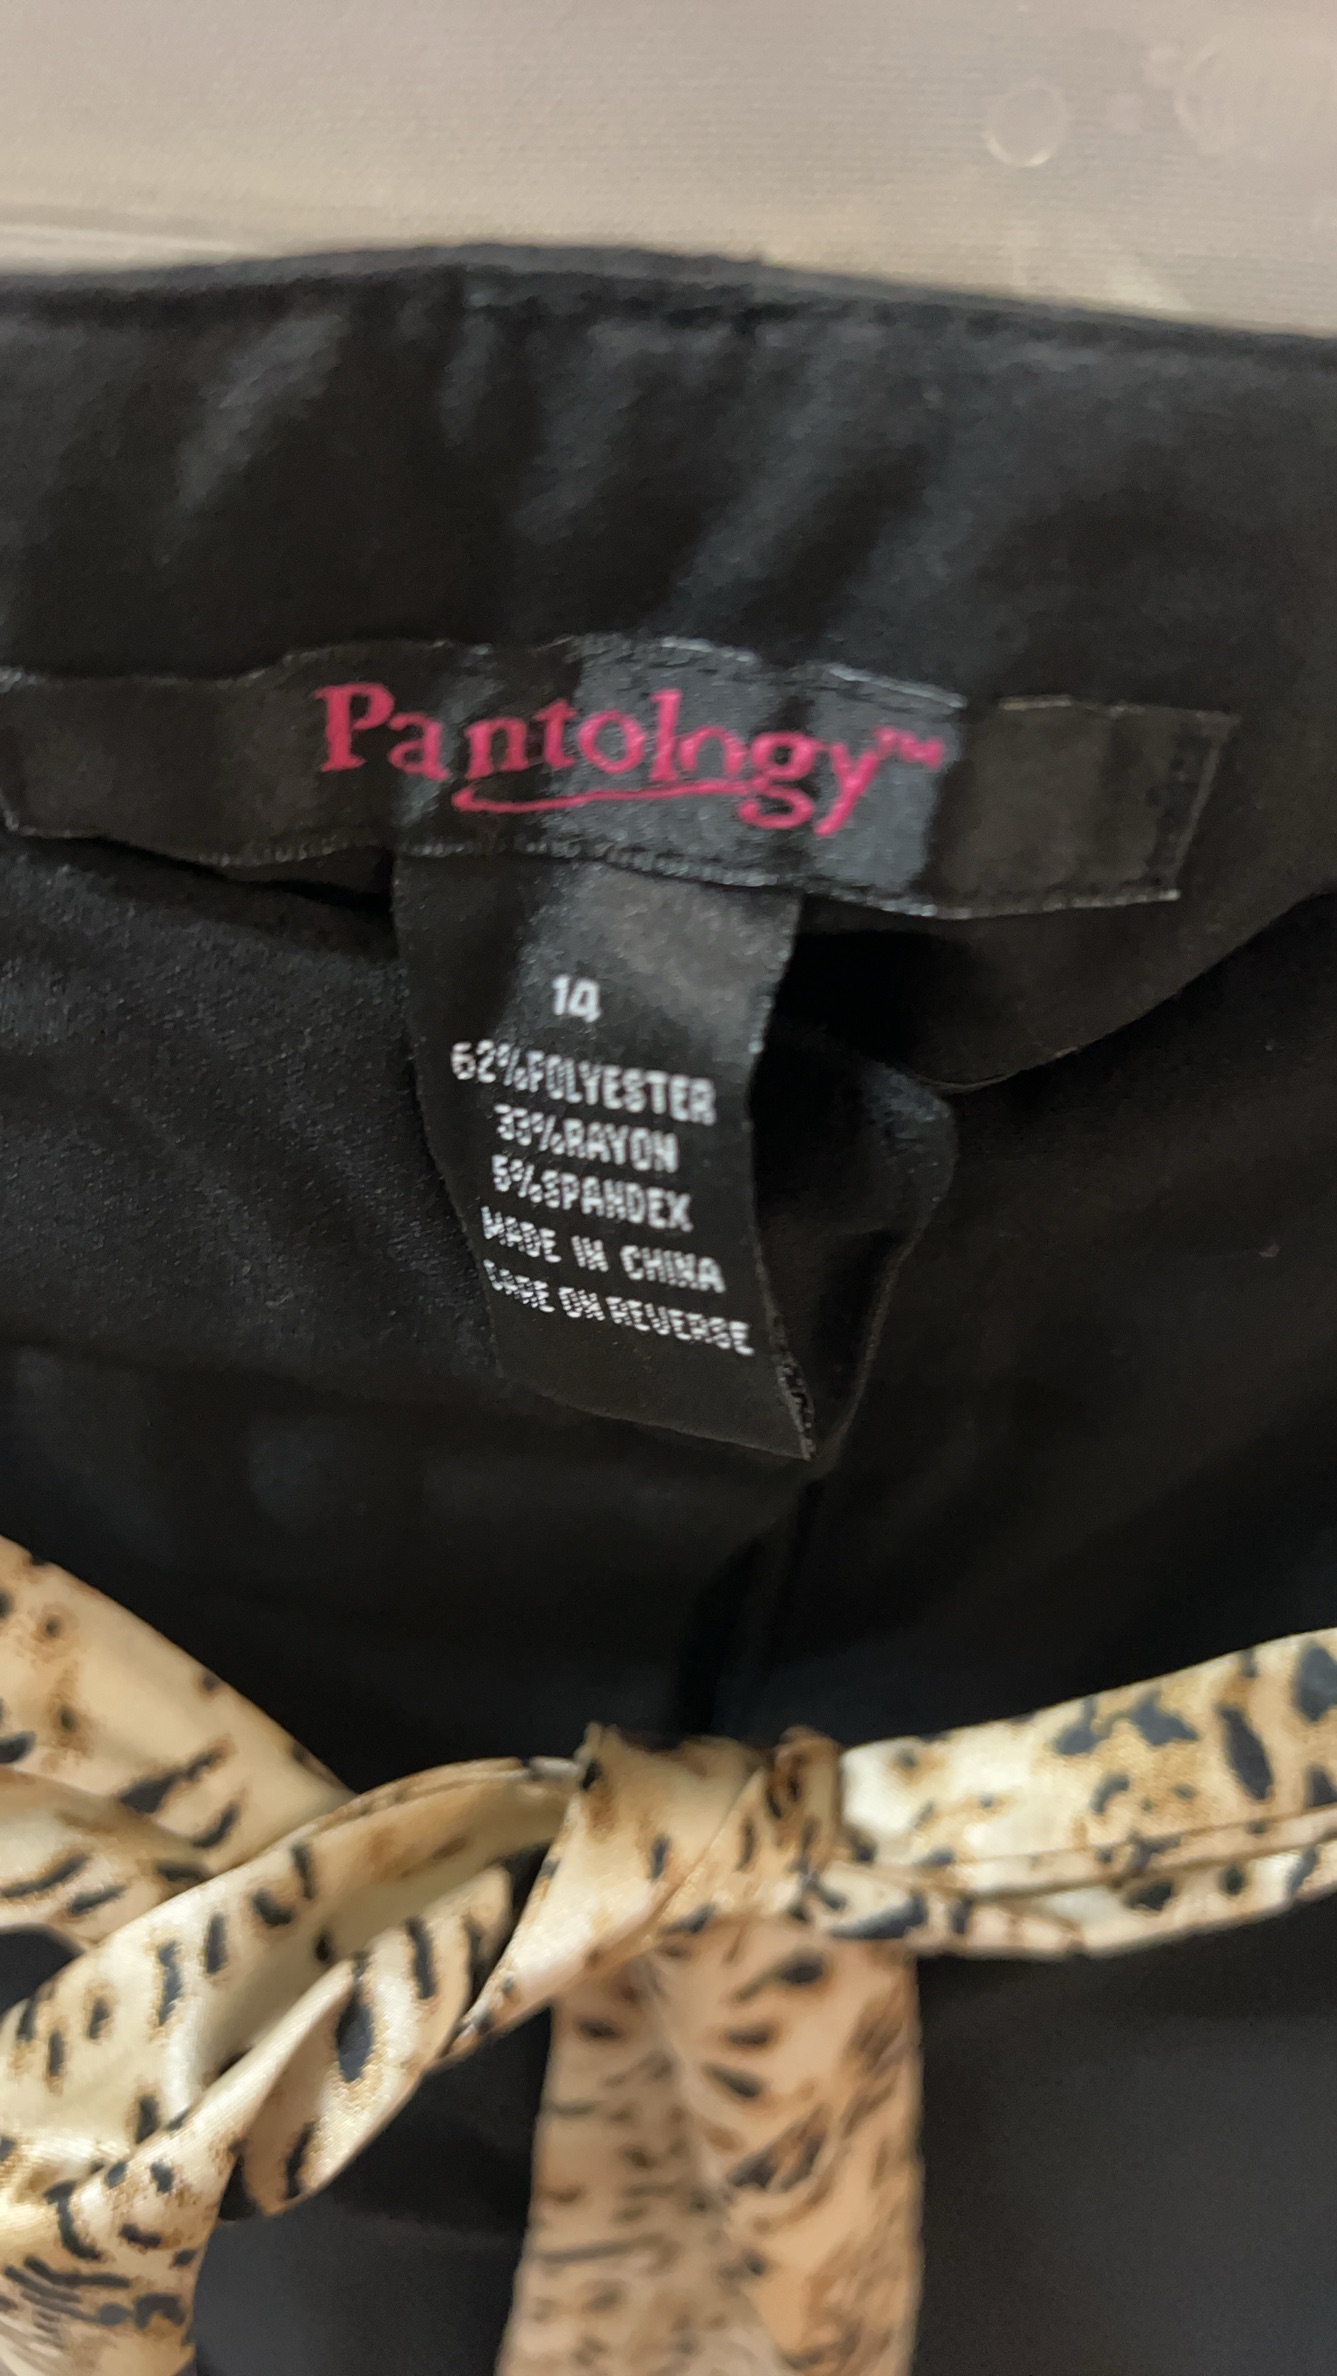 Pantology™
14
62%POLYESTER
33%RAYON
5%SPANDEX
MADE IN CHINA
CARE ON REVERSE